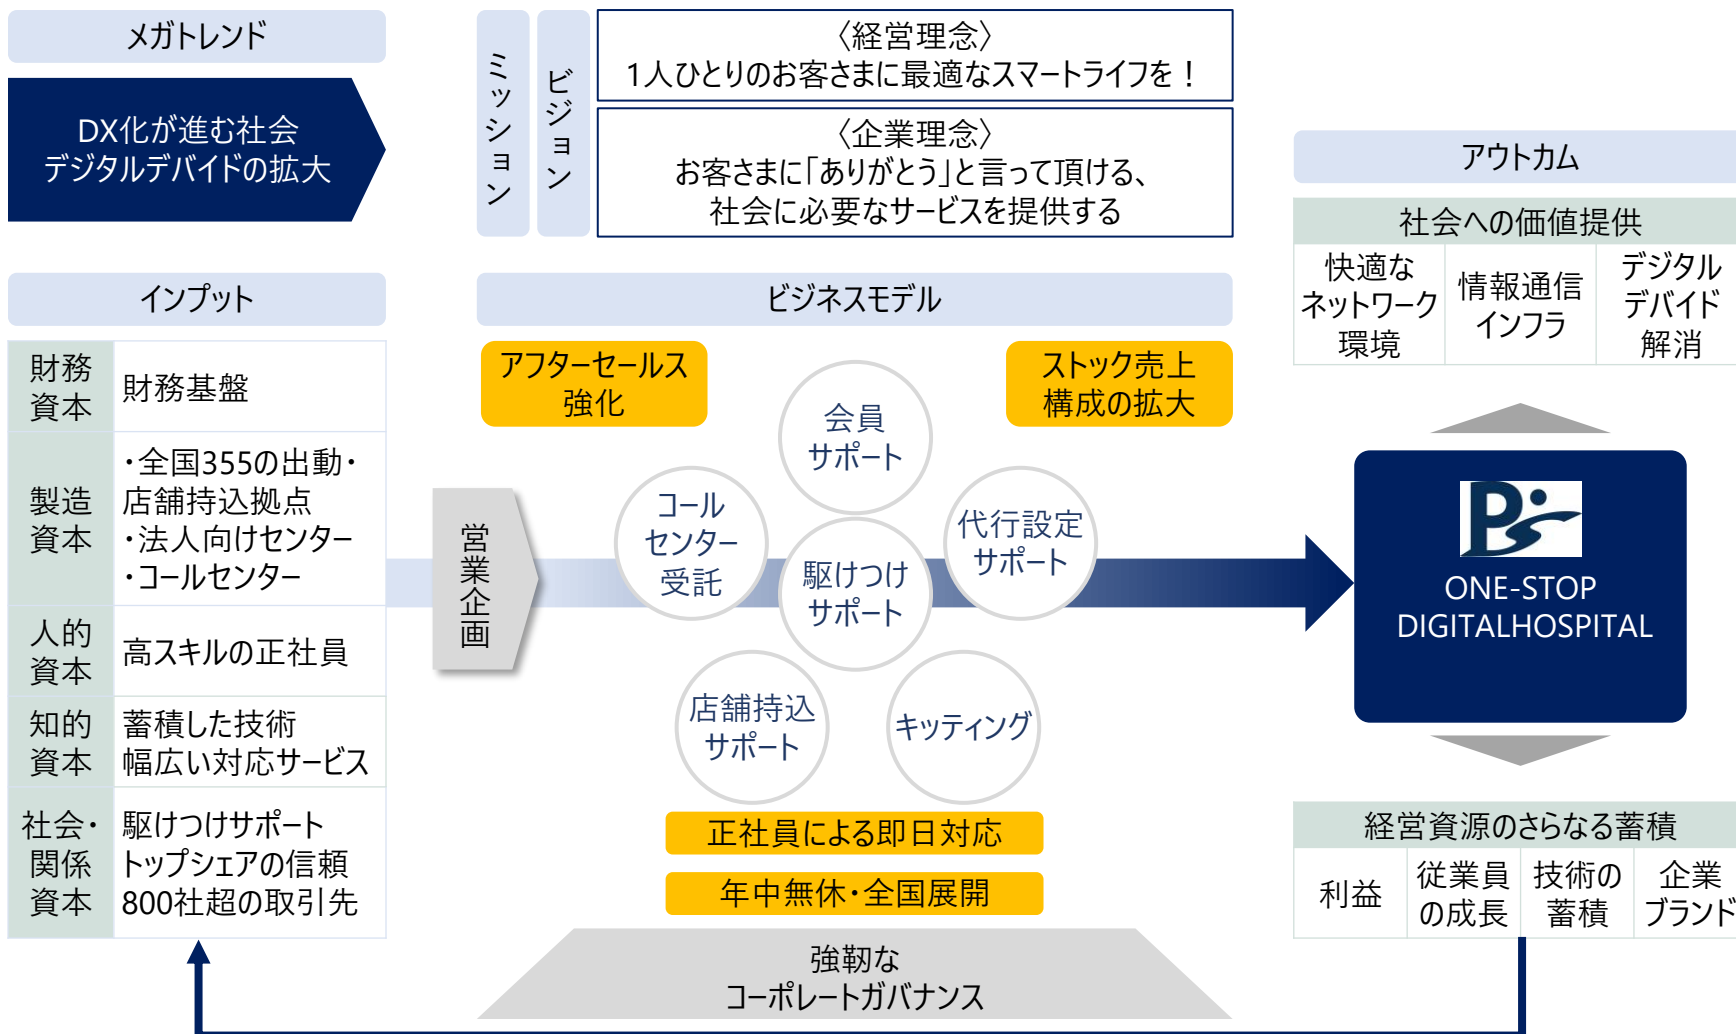 メガトレンド
DX化が進む社会
デジタルデバイドの拡大
ミッション
ビジョン
〈経営理念〉
1人ひとりのお客さまに最適なスマートライフを！
〈企業理念〉
お客さまに「ありがとう」と言って頂ける、
社会に必要なサービスを提供する
インプット
財務
資本
財務基盤
製造
資本
・全国355の出動・
店舗持込拠点
・法人向けセンター
・コールセンター
人的
資本
高スキルの正社員
知的
資本
蓄積した技術
幅広い対応サービス
社会・
関係
資本
駆けつけサポート
トップシェアの信頼
800社超の取引先
営業企画
ビジネスモデル
アフターセールス
強化
ストック売上
構成の拡大
会員
サポート
コール
センター
受託
駆けつけ
サポート
代行設定
サポート
店舗持込
サポート
キッティング
正社員による即日対応
年中無休・全国展開
強靭な
コーポレートガバナンス
アウトカム
社会への価値提供
快適な
ネットワーク
環境
情報通信
インフラ
デジタル
デバイド
解消
PS
ONE-STOP
DIGITALHOSPITAL
経営資源のさらなる蓄積
利益
従業員
の成長
技術の
蓄積
企業
ブランド